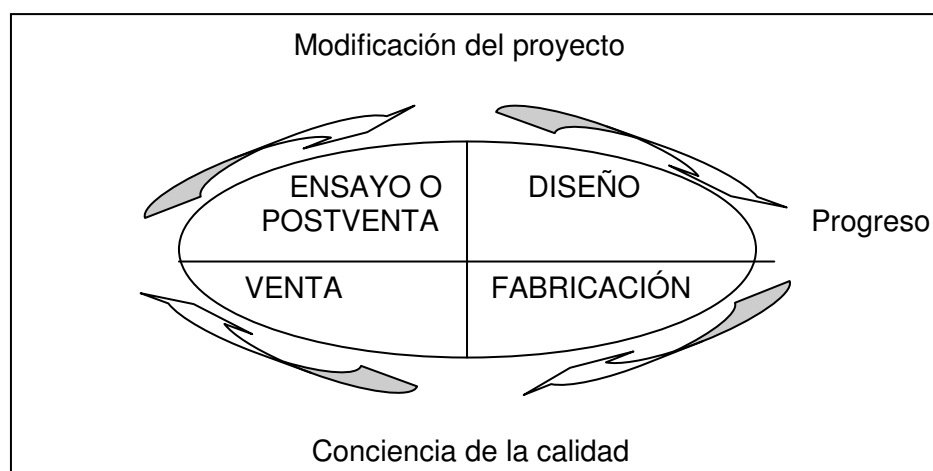 Modificación del proyecto
ENSAYO O
POSTVENTA
DISEÑO
Progreso
VENTA
FABRICACIÓN
Conciencia de la calidad